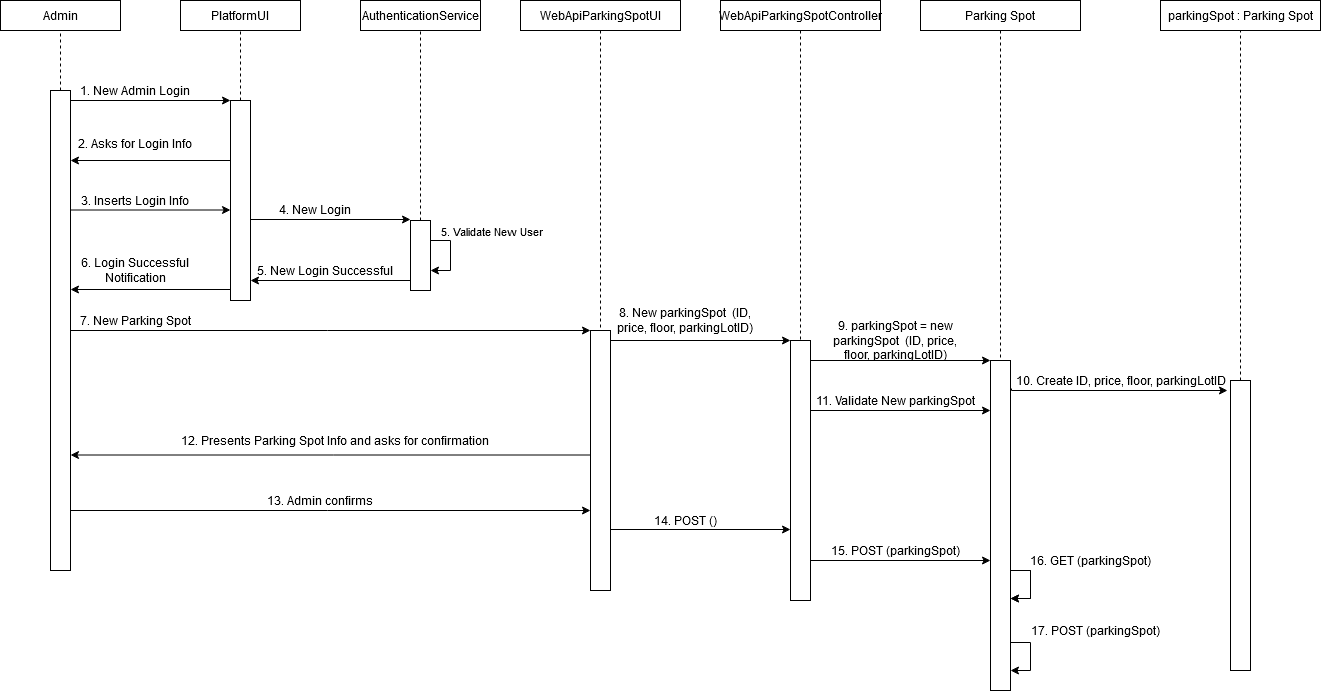 Admin
PlatformUI
AuthenticationService
WebApiParkingSpotUI
WebApiParkingSpotController
Parking Spot
parkingSpot : Parking Spot
1. New Admin Login
2. Asks for Login Info
3. Inserts Login Info
4. New Login
5. Validate New User
6. Login Successful
Notification
5. New Login Successful
7. New Parking Spot
8. New parkingSpot (ID,
price, floor, parkingLotID)
9. parkingSpot = new
parkingSpot (ID, price,
floor, parkingLotID)
10. Create ID, price, floor, parkingLotID
11. Validate New parkingSpot
12. Presents Parking Spot Info and asks for confirmation
13. Admin confirms
14. POST ()
15. POST (parkingSpot)
16. GET (parkingSpot)
17. POST (parkingSpot)